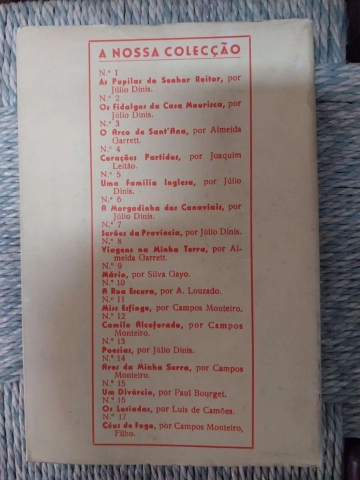 A NOSSA COLECÇÃO
N.º 1
As Pupilas do Senhor Reitor, por
Júlio Dinis.
N.º 2
Os Fidalgos da Casa Mourisca, por
Júlio Dinis.
N.º 3
O Arco de Sant'Ana, por Almeida
Garrett.
N.º 4
Corações Partidos, por Joaquim
Leitão.
N.º 5
Uma Família Inglesa, por Júlio
Dinis.
N.º 6
A Morgadinha dos Canaviais, por
Júlio Dinis.
N.º 7
Serões da Província, por Júlio Dinis.
N.º 8
Viagens na Minha Terra, por Al-
meida Garrett.
N.º 9
Mário, por Silva Gayo.
N.º 10
A Rua Escura, por A. Louzado.
N.º 11
Miss Esfinge, por Campos Monteiro.
N.º 12
Camilo Alcoforado, por Campos
Monteiro.
N.º 13
Poesias, por Júlio Dinis.
N.º 14
Ares da Minha Serra, por Campos
Monteiro.
N.º 15
Um Divórcio, por Paul Bourget.
N.º 16
Os Lusíadas, por Luís de Camões.
N.º 17
Céus de Fogo, por Campos Monteiro,
Filho.